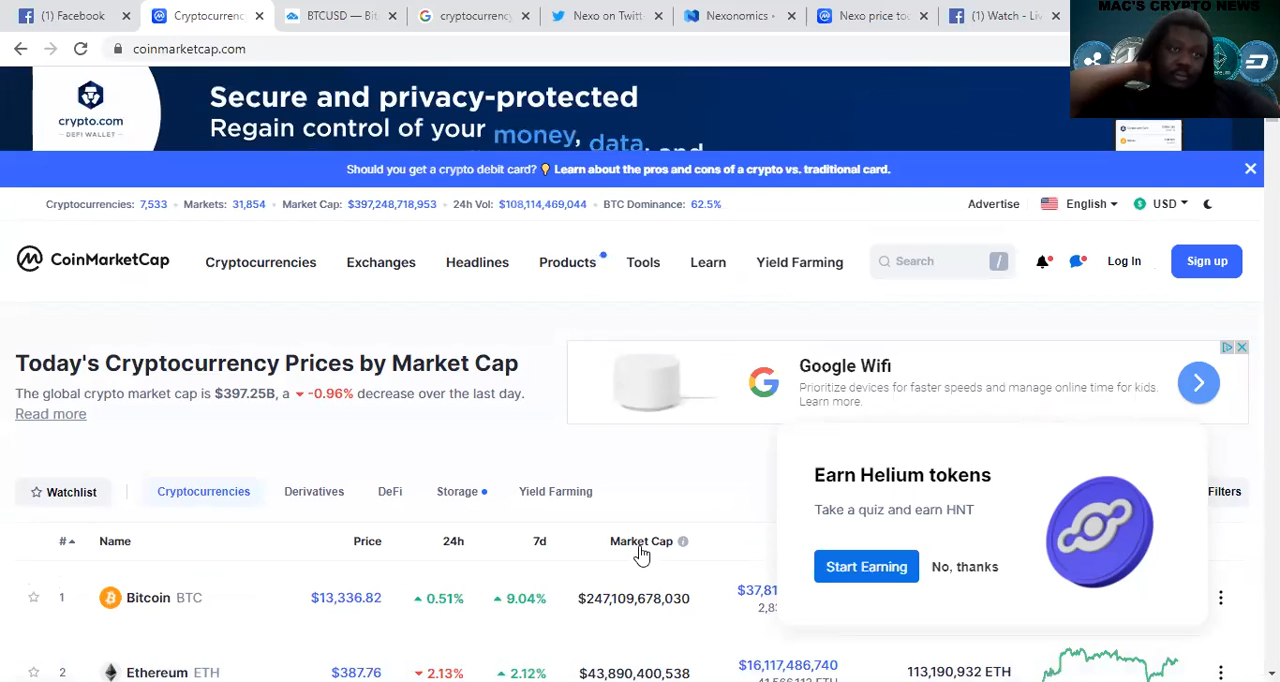 (1) Facebook
Cryptocurrenc
BTCUSD — Bit
cryptocurrency
Nexo on Twitt
Nexonomics •
Nexo price to
(1) Watch - Liv
MAC'S CRYPTO NEWS
coinmarketcap.com
crypto.com
DEFI WALLET
Secure and privacy-protected
Regain control of your money, data, and
Should you get a crypto debit card? Learn about the pros and cons of a crypto vs. traditional card.
Cryptocurrencies: 7,533 • Markets: 31,854 • Market Cap: $397,248,718,953 • 24h Vol: $108,114,469,044 • BTC Dominance: 62.5%
Advertise English USD
CoinMarketCap
Cryptocurrencies Exchanges Headlines Products Tools Learn Yield Farming
Search /
Log In
Sign up
Today's Cryptocurrency Prices by Market Cap
The global crypto market cap is $397.25B, a -0.96% decrease over the last day.
Read more
Google Wifi
Prioritize devices for faster speeds and manage online time for kids.
Learn more.
Watchlist Cryptocurrencies Derivatives DeFi Storage Yield Farming
Filters
Earn Helium tokens
Take a quiz and earn HNT
Start Earning No, thanks
# Name Price 24h 7d Market Cap
1 Bitcoin BTC $13,336.82 0.51% 9.04% $247,109,678,030 $37,81
2,83
2 Ethereum ETH $387.76 2.13% 2.12% $43,890,400,538 $16,117,486,740 113,190,932 ETH